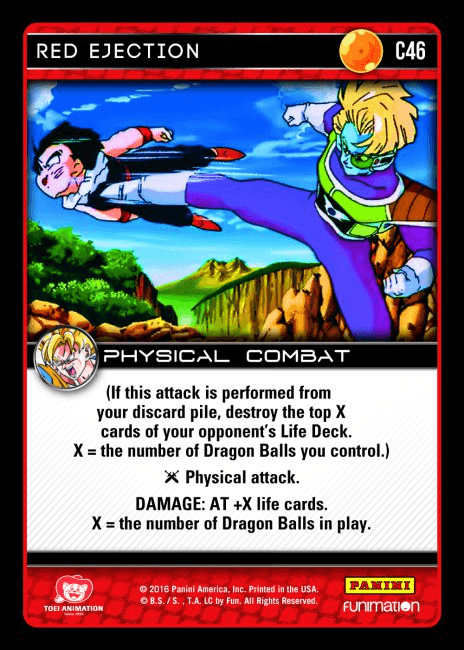 RED EJECTION
C46
PHYSICAL COMBAT
(If this attack is performed from
your discard pile, destroy the top X
cards of your opponent's Life Deck.
X = the number of Dragon Balls you control.)
Physical attack.
DAMAGE: AT +X life cards.
X = the number of Dragon Balls in play.
TOEI ANIMATION
© 2016 Panini America, Inc. Printed in the USA.
© B.S. / S. , T.A. LC by Fun. All Rights Reserved.
PANINI
FUNIMATION